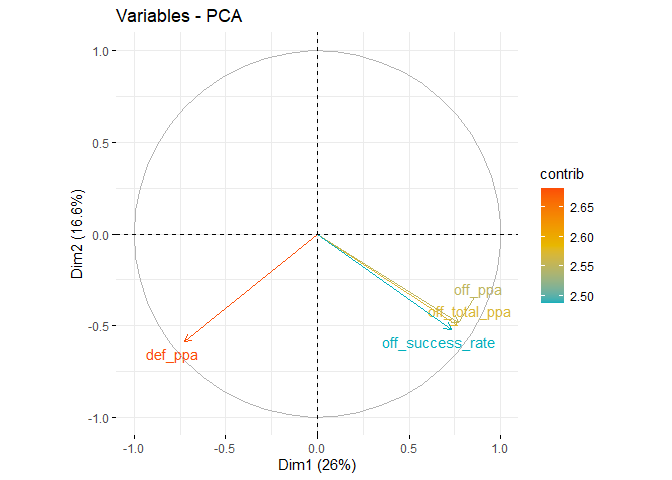 Variables - PCA
1.0
0.5
0.0
-0.5
-1.0
Dim2 (16.6%)
off_ppa
off_total_ppa
off_success_rate
def_ppa
-1.0
-0.5
0.0
0.5
1.0
Dim1 (26%)
contrib
2.65
2.60
2.55
2.50